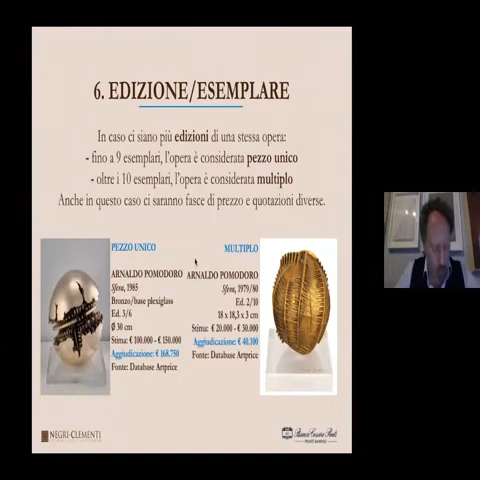 6. EDIZIONE/ESEMPLARE
In caso ci siano più edizioni di una stessa opera:
- fino a 9 esemplari, l'opera è considerata pezzo unico
- oltre i 10 esemplari, l'opera è considerata multiplo
Anche in questo caso ci saranno fasce di prezzo e quotazioni diverse.
PEZZO UNICO
ARNALDO POMODORO
Sfera, 1985
Bronzo/base plexiglass
Ed. 3/6
Ø 30 cm
Stima: € 100.000 - € 150.000
Aggiudicazione: € 168.750
Fonte: Database Artprice
MULTIPLO
ARNALDO POMODORO
Sfera, 1979/80
Ed. 2/10
18 x 18,3 x 3 cm
Stima: € 20.000 - € 30.000
Aggiudicazione: € 40.100
Fonte: Database Artprice
NEGRI-CLEMENTI
Banca Cesare Ponti